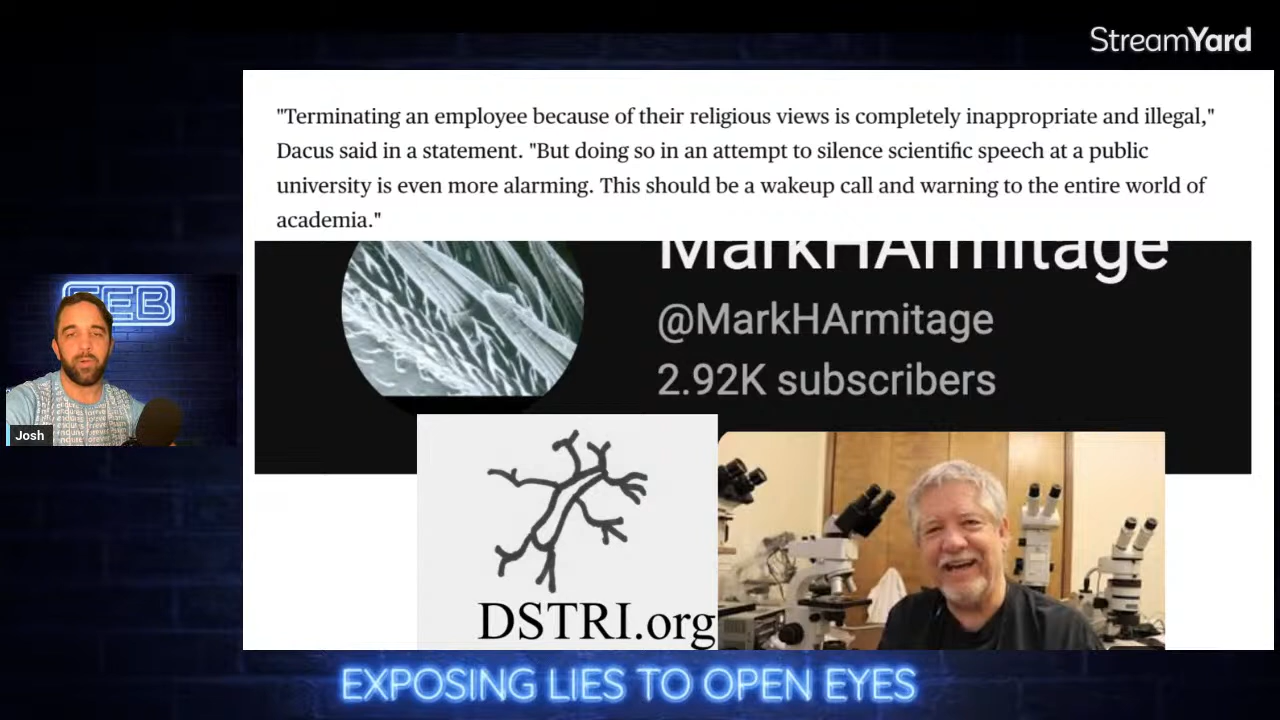 StreamYard
"Terminating an employee because of their religious views is completely inappropriate and illegal,"
Dacus said in a statement. "But doing so in an attempt to silence scientific speech at a public
university is even more alarming. This should be a wakeup call and warning to the entire world of
academia."
MarkHArmitage
@MarkHArmitage
2.92K subscribers
EEB
Josh
DSTRI.org
EXPOSING LIES TO OPEN EYES